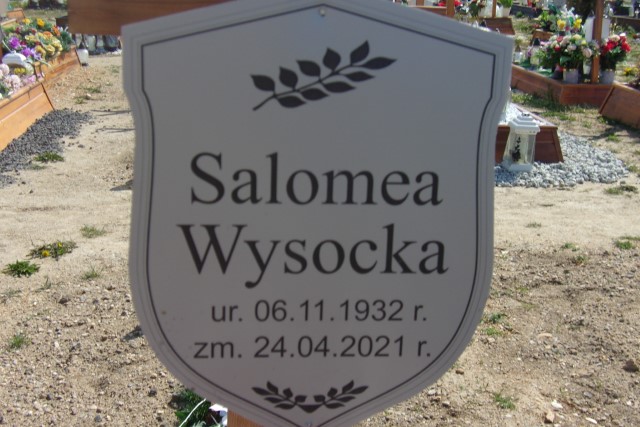 Salomea
Wysocka
ur. 06.11.1932 r.
zm. 24.04.2021 r.